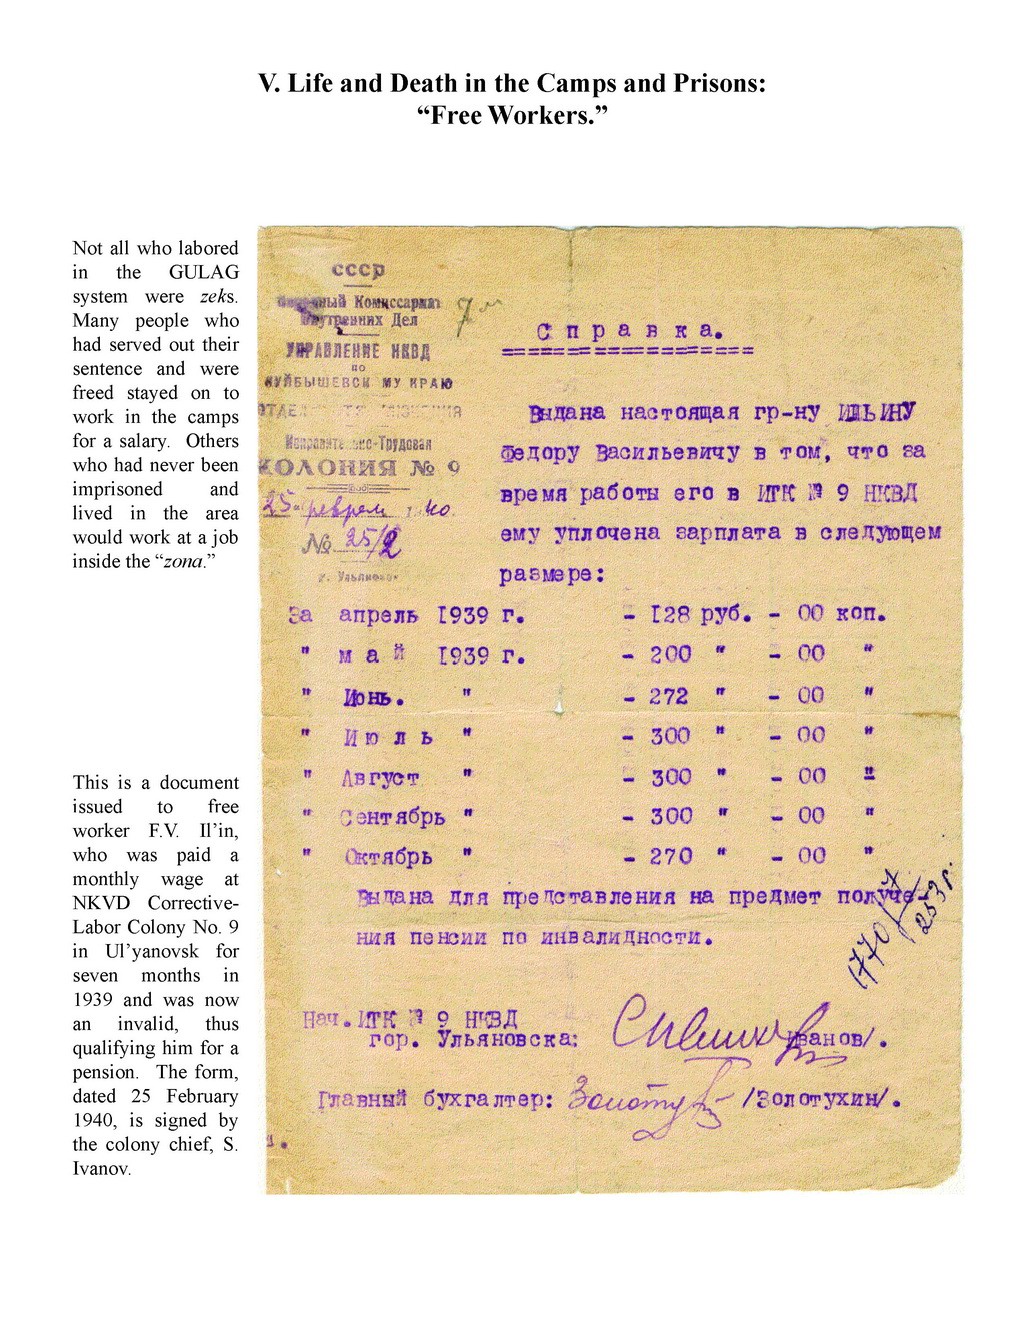 V. Life and Death in the Camps and Prisons:
“Free Workers.”
Not all who labored
in the GULAG
system were zeks.
Many people who
had served out their
sentence and were
freed stayed on to
work in the camps
for a salary. Others
who had never been
imprisoned and
lived in the area
would work at a job
inside the “zona.”
This is a document
issued to free
worker F.V. Il’in,
who was paid a
monthly wage at
NKVD Corrective-
Labor Colony No. 9
in Ul’yanovsk for
seven months in
1939 and was now
an invalid, thus
qualifying him for a
pension. The form,
dated 25 February
1940, is signed by
the colony chief, S.
Ivanov.
СССР
Комиссариат
Внутренних Дел
УПРАВЛЕНИЕ НКВД
по
КРАЮ
КОЛОНИЯ № 9
25 февраля
№ 25/2
Справка.
Выдана настоящая гр-ну ИЛЬИНУ
Федору Васильевичу в том, что за
время работы его в ИТК № 9 НКВД
ему уплочена зарплата в следующем
размере:
За апрель 1939 г. - 128 руб. - 00 коп.
" май 1939 г. - 200 " - 00 "
" Июнь. " - 272 " - 00 "
" Июль " - 300 " - 00 "
" Август " - 300 " - 00 "
" Сентябрь " - 300 " - 00 "
" Октябрь " - 270 " - 00 "
Выдана для представления на предмет получе-
ния пенсии по инвалидности.
1770
253г.
Нач. ИТК № 9 НКВД
гор. Ульяновска:
Иванов/.
Главный бухгалтер: /Золотухин/.